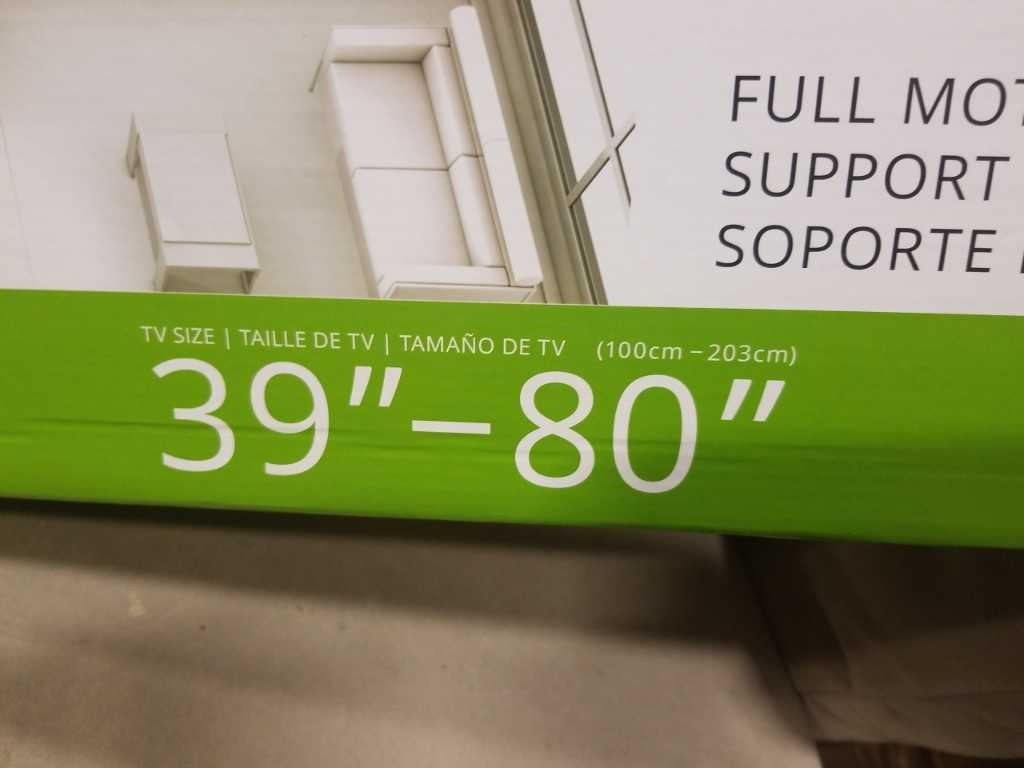 FULL MOT
SUPPORT
SOPORTE
TV SIZE | TAILLE DE TV | TAMAÑO DE TV (100cm – 203cm)
39”–80”